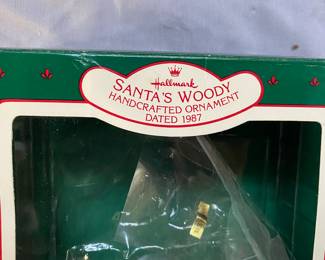 Hallmark
SANTA'S WOODY
HANDCRAFTED ORNAMENT
DATED 1987